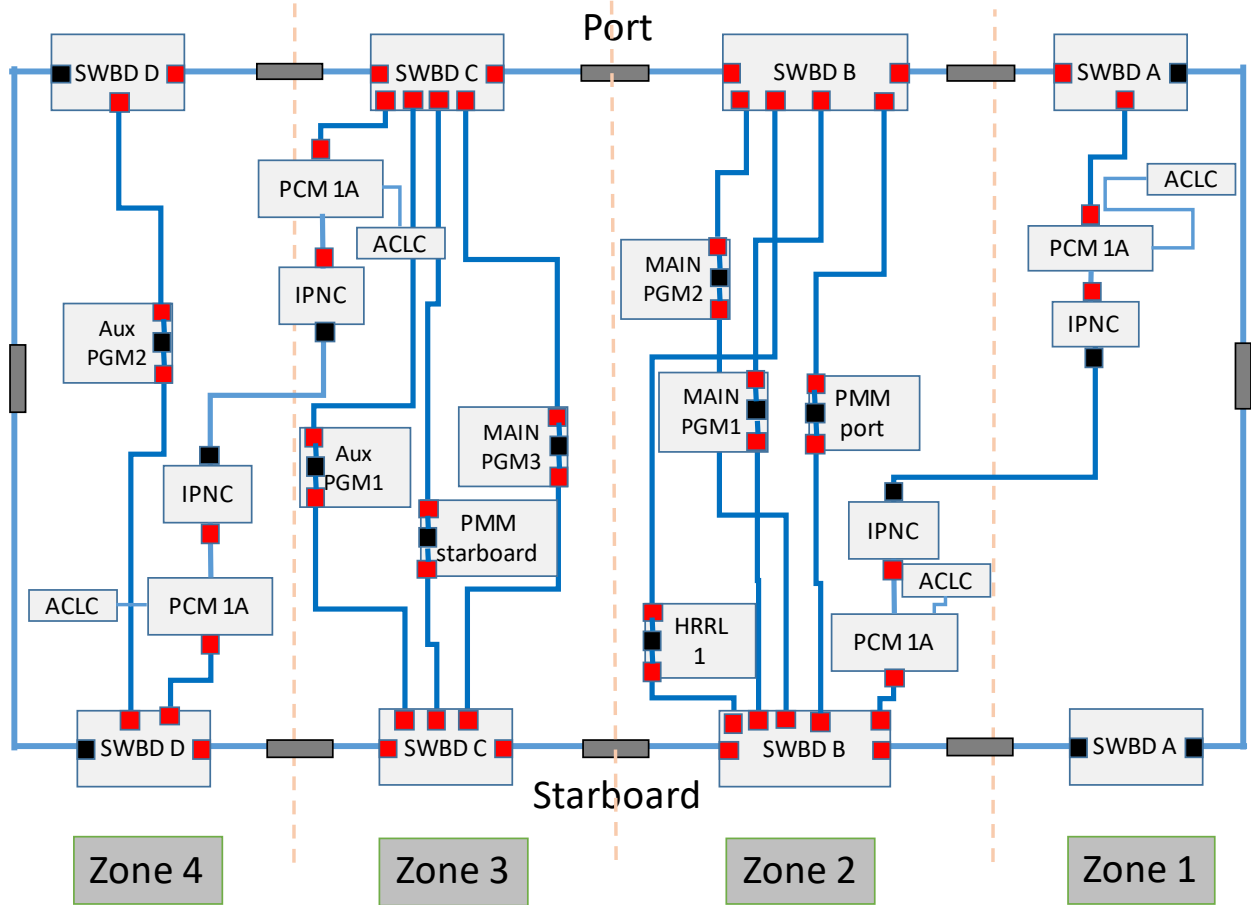 Port
SWBD D
SWBD C
SWBD B
SWBD A
PCM 1A
ACLC
IPNC
ACLC
PCM 1A
IPNC
MAIN
PGM2
Aux
PGM2
MAIN
PGM1
PMM
port
Aux
PGM1
MAIN
PGM3
IPNC
PMM
starboard
IPNC
ACLC
PCM 1A
ACLC
PCM 1A
HRRL
1
SWBD D
SWBD C
SWBD B
SWBD A
Starboard
Zone 4
Zone 3
Zone 2
Zone 1